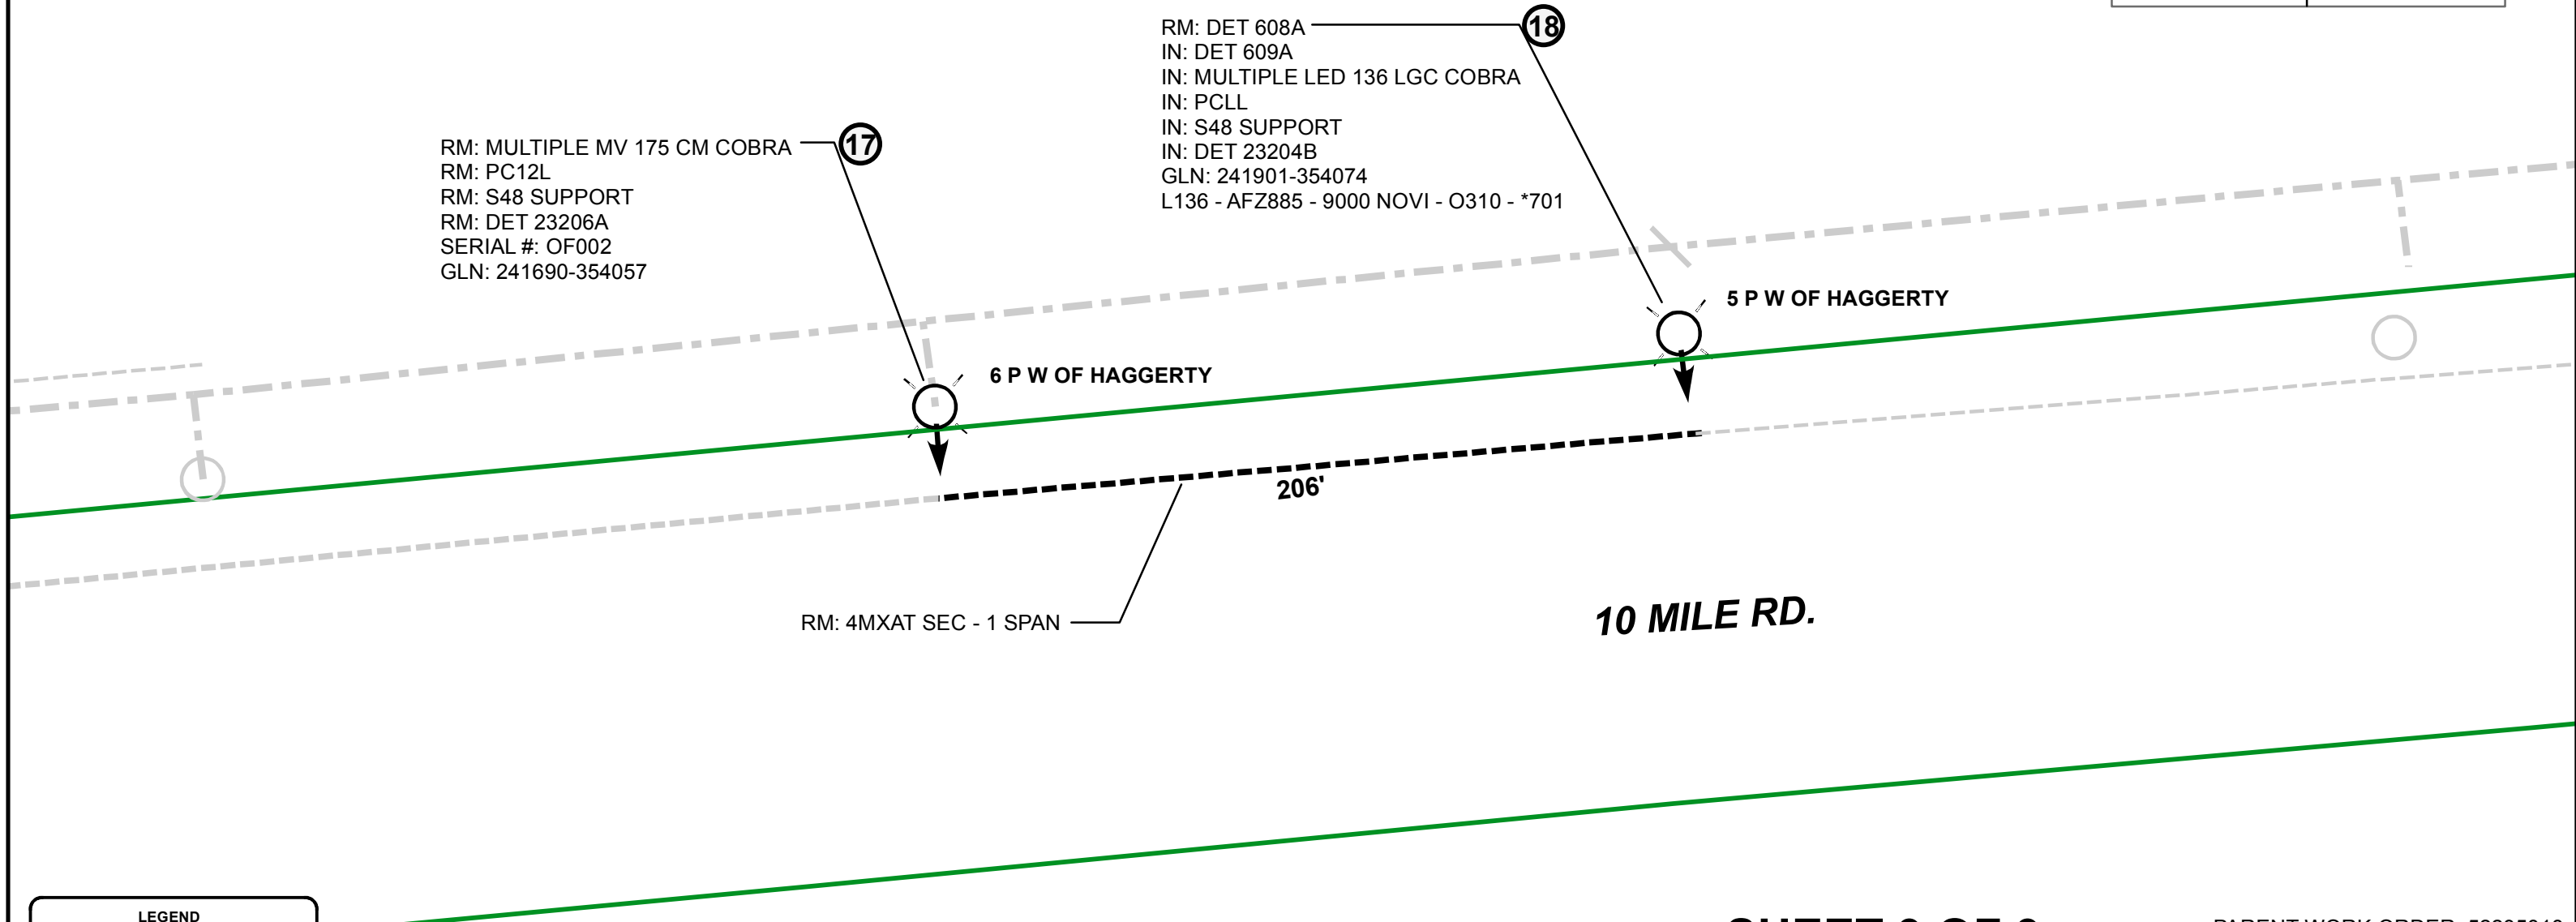 RM: DET 608A
18
IN: DET 609A
IN: MULTIPLE LED 136 LGC COBRA
IN: PCLL
IN: S48 SUPPORT
IN: DET 23204B
GLN: 241901-354074
L136 - AFZ885 - 9000 NOVI - O310 - *701
RM: MULTIPLE MV 175 CM COBRA
17
RM: PC12L
RM: S48 SUPPORT
RM: DET 23206A
SERIAL #: OF002
GLN: 241690-354057
5 P W OF HAGGERTY
6 P W OF HAGGERTY
206'
RM: 4MXAT SEC - 1 SPAN
10 MILE RD.
LEGEND
PARENT WORK ORDER